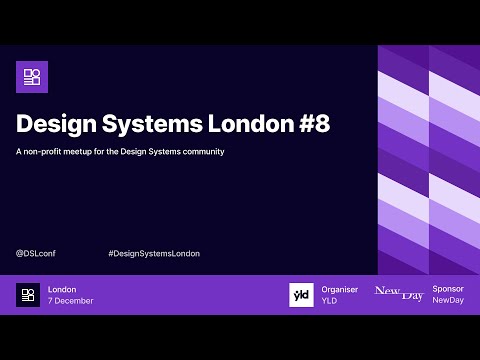 Design Systems London #8
A non-profit meetup for the Design Systems community
@DSLconf
#DesignSystemsLondon
London
7 December
yld
Organiser
YLD
NewDay
Sponsor
NewDay